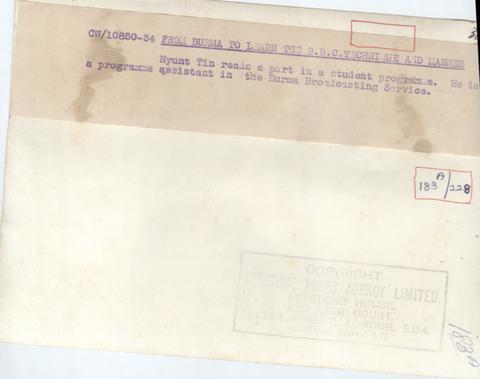 CW/10850-34 FROM BURMA TO LEARN THE B.B.C. TECHNIQUE AND MANNER
Nyunt Tin reads a part in a student programme. He is
a programme assistant in the Burma Broadcasting Service.
A
183/228
COPYRIGHT
KEYSTONE PRESS AGENCY LIMITED.
KEYSTONE HOUSE,
RED LION COURT,
FLEET STREET, LONDON, E.C.4.